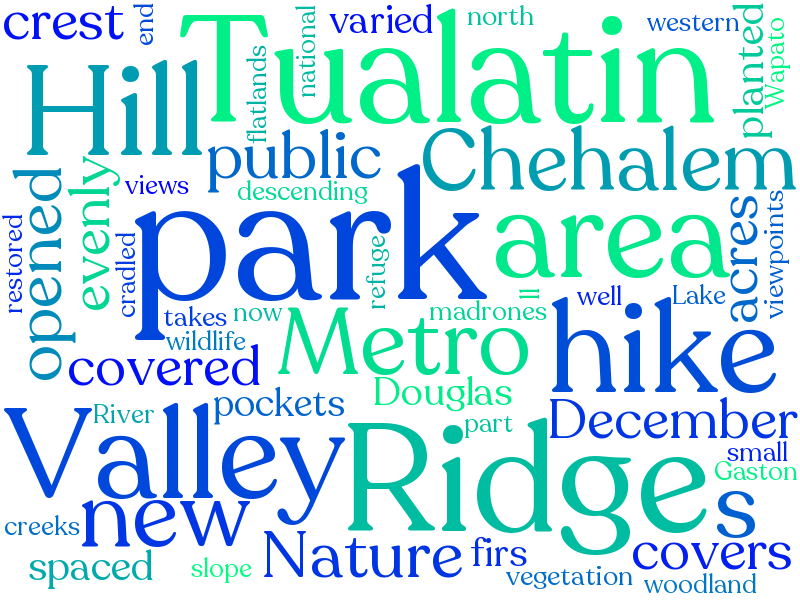 crest
end
Tualatin
national
varied
north
western
planted
Wapato
Hill
flatlands
public
Chehalem
opened
evenly
views
descending
park
area
restored
cradled
refuge
ll
acres
viewpoints
takes
now
wildlife
Metro
madrones
well
Lake
hike
covered
Douglas
pockets
River
Valley
Ridge
part
December
small
Gaston
s
new
creeks
Nature
firs
covers
spaced
slope
vegetation
woodland